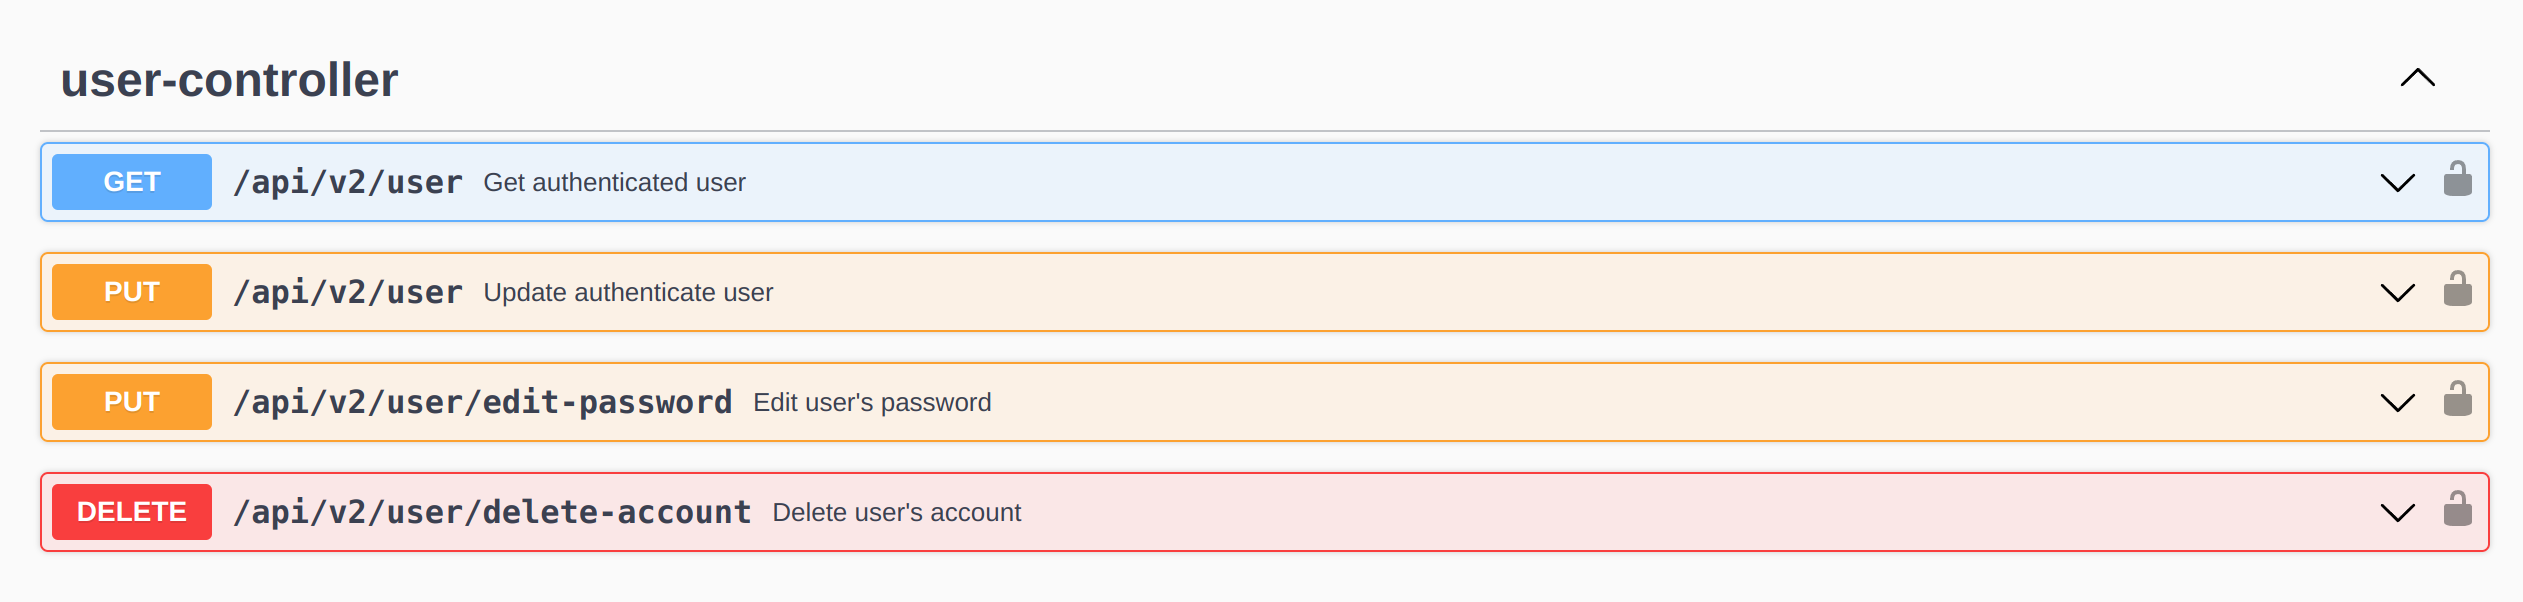 user-controller
GET /api/v2/user Get authenticated user
PUT /api/v2/user Update authenticate user
PUT /api/v2/user/edit-password Edit user's password
DELETE /api/v2/user/delete-account Delete user's account